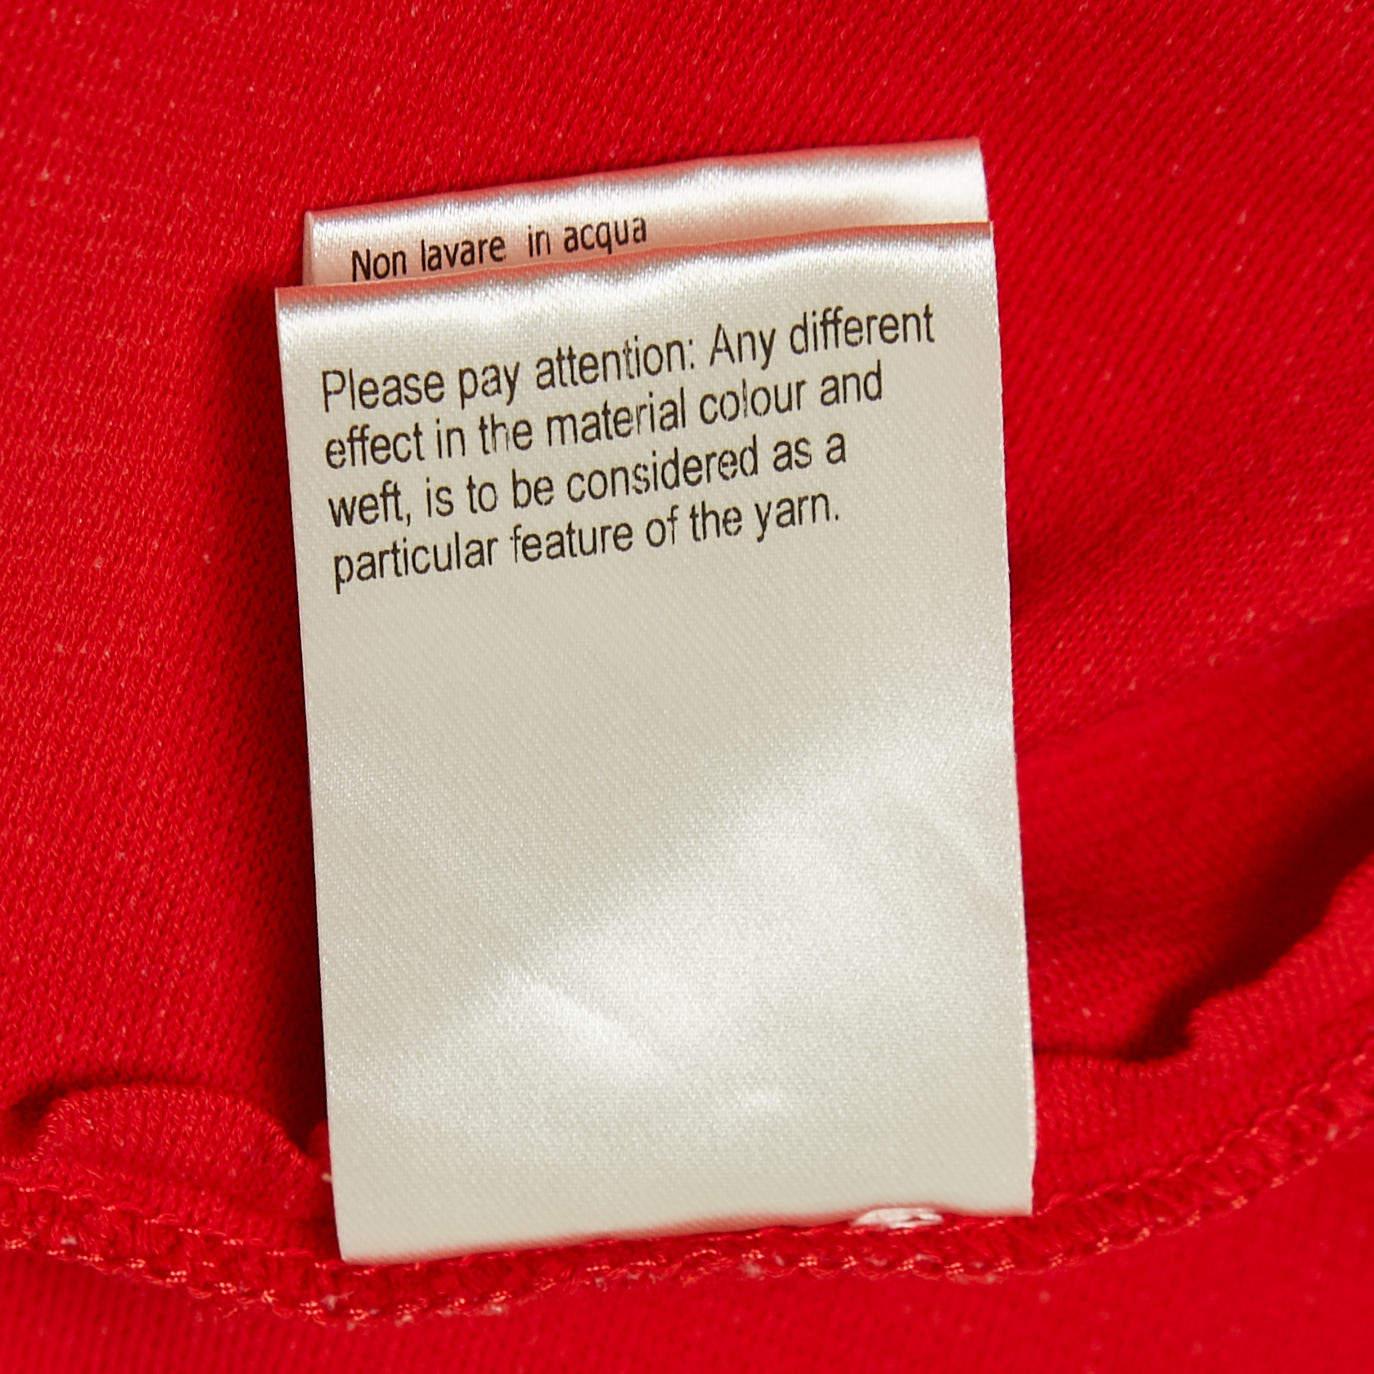 Non lavare in acqua
Please pay attention: Any different
effect in the material colour and
weft, is to be considered as a
particular feature of the yarn.